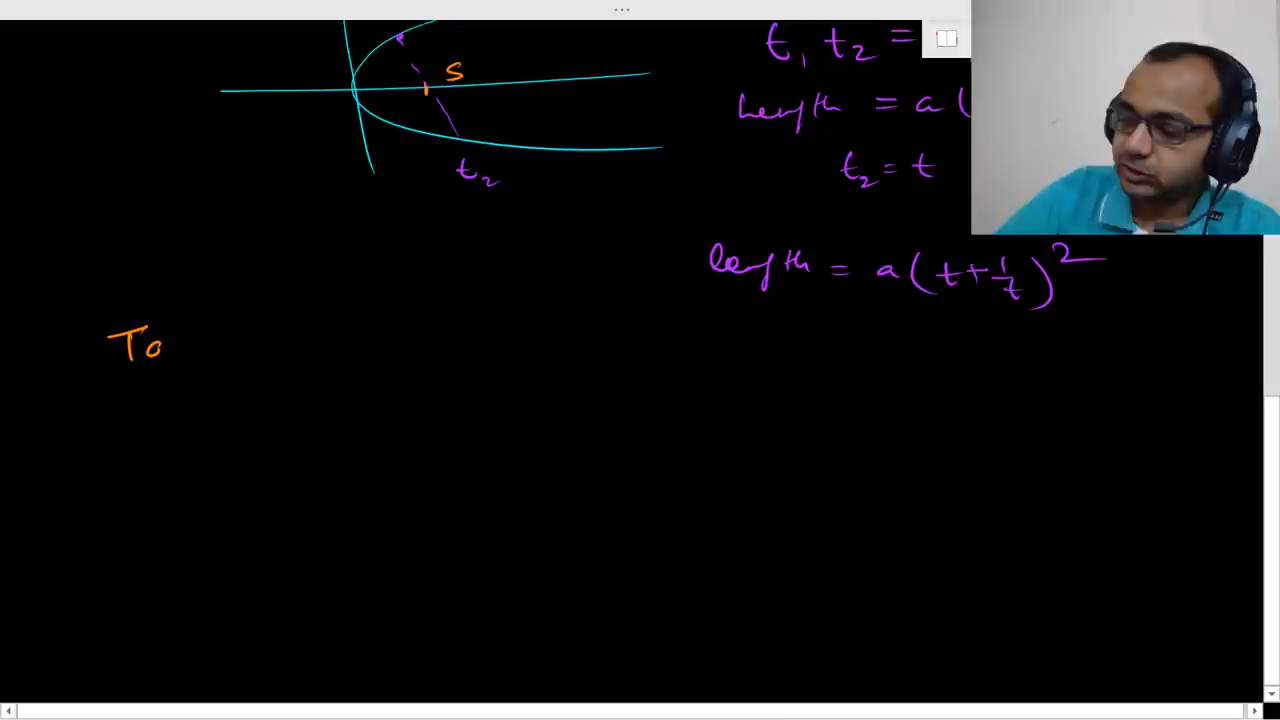 S
t₂
t₁ t₂ =
length = a (
t₂ = t
length = a (t + 1/t)²
To